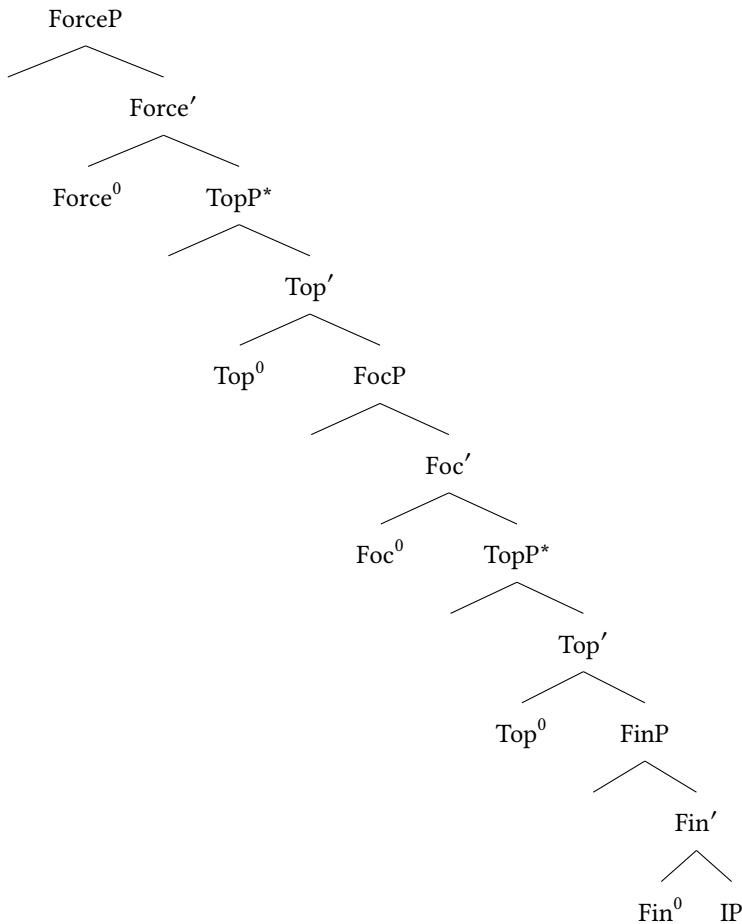 ForceP
Force′
Force⁰ TopP*
Top′
Top⁰ FocP
Foc′
Foc⁰ TopP*
Top′
Top⁰ FinP
Fin′
Fin⁰ IP